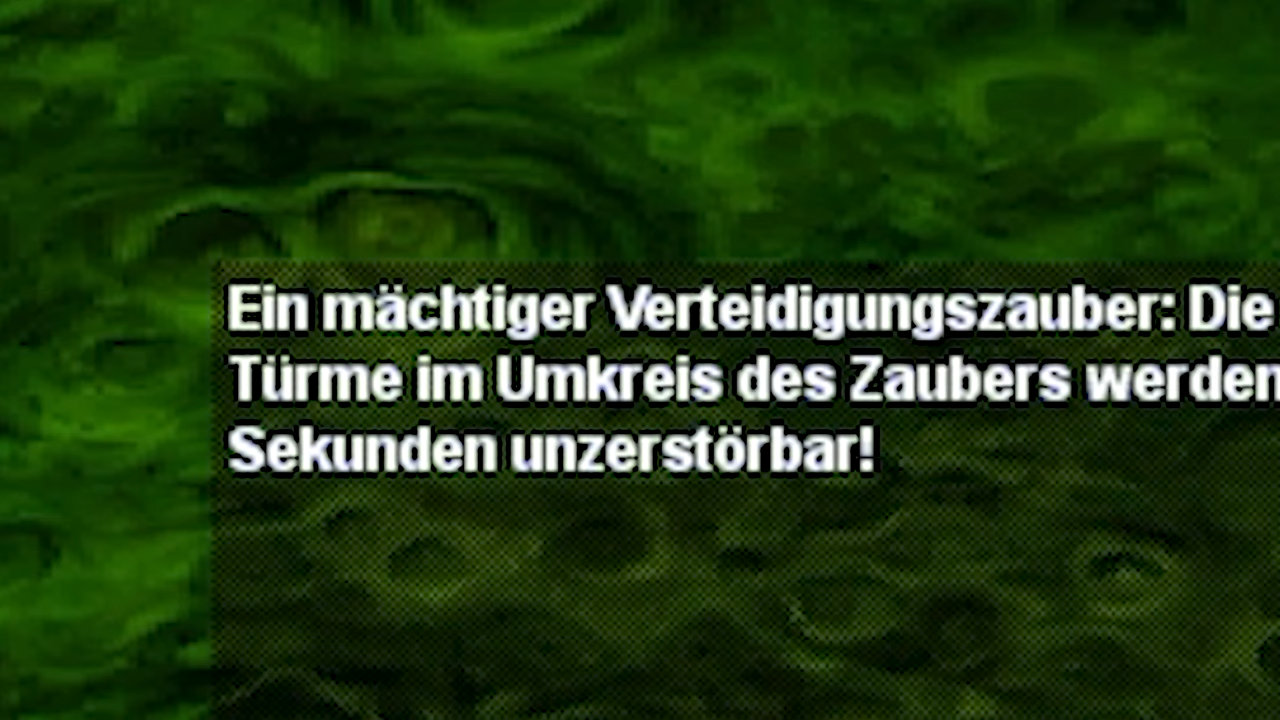 Ein mächtiger Verteidigungszauber: Die
Türme im Umkreis des Zaubers werden
Sekunden unzerstörbar!